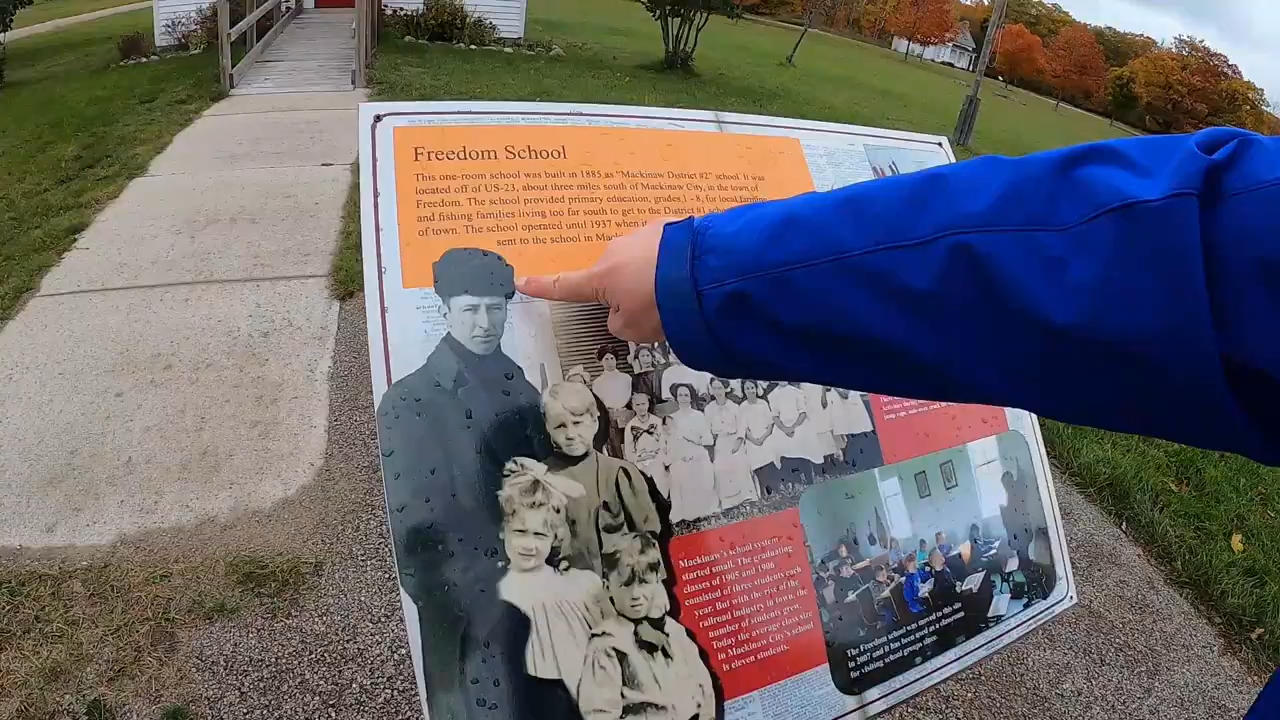 Freedom School
This one-room school was built in 1885 as "Mackinaw District #2" school. It was
located off of US-23, about three miles south of Mackinaw City, in the town of
Freedom. The school provided primary education, grades 1 - 8, for local farming
and fishing families living too far south to get to the District #1
of town. The school operated until 1937 when
sent to the school in
Mackinaw's school system
started small. The graduating
classes of 1905 and 1906
consisted of three students each
year. But with the rise of the
railroad industry in town, the
number of students grew.
Today the average class size
in Mackinaw City's school
is eleven students.
The Freedom school was moved to this site
in 2007 and it has been used as a classroom
for visiting school groups since.